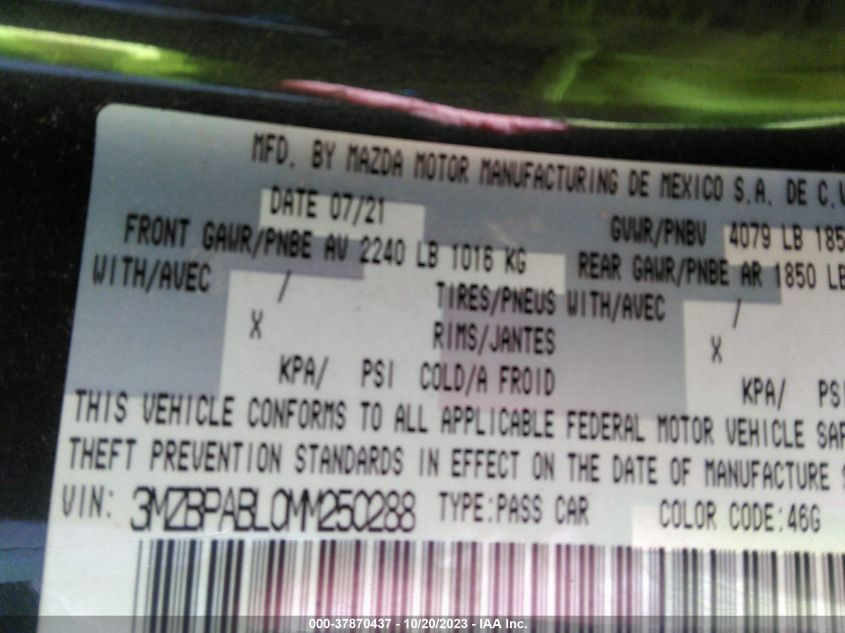 MFD. BY MAZDA MOTOR MANUFACTURING DE MEXICO S.A. DE C.V
DATE 07/21 GVWR/PNBV 4079 LB 185
FRONT GAWR/PNBE AV 2240 LB 1016 KG REAR GAWR/PNBE AR 1850 LB
WITH/AVEC / TIRES/PNEUS WITH/AVEC /
X RIMS/JANTES X
KPA/ PSI COLD/A FROID KPA/ PSI
THIS VEHICLE CONFORMS TO ALL APPLICABLE FEDERAL MOTOR VEHICLE SAF
THEFT PREVENTION STANDARDS IN EFFECT ON THE DATE OF MANUFACTURE
VIN: 3MZBPABL0MM250288 TYPE:PASS CAR COLOR CODE:46G
000-37870437 - 10/20/2023 - IAA Inc.